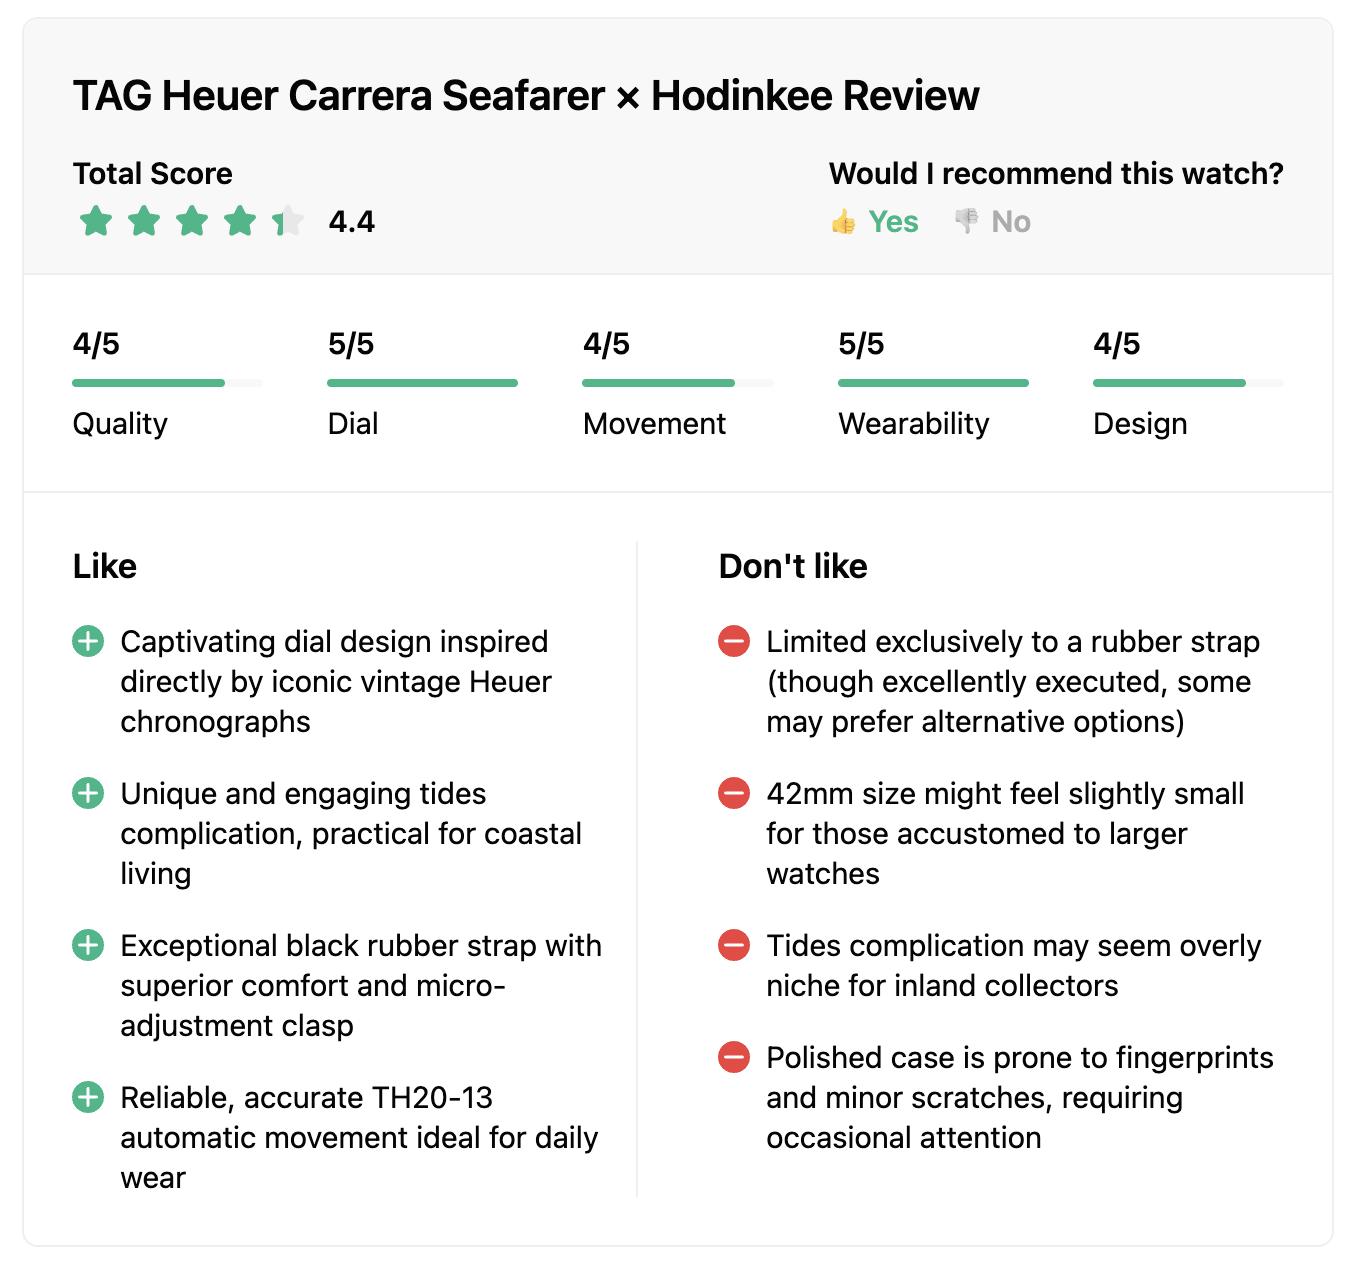 TAG Heuer Carrera Seafarer × Hodinkee Review
Total Score
4.4
Would I recommend this watch?
👍 Yes 👎 No
4/5
Quality
5/5
Dial
4/5
Movement
5/5
Wearability
4/5
Design
Like
Captivating dial design inspired
directly by iconic vintage Heuer
chronographs
Unique and engaging tides
complication, practical for coastal
living
Exceptional black rubber strap with
superior comfort and micro-
adjustment clasp
Reliable, accurate TH20-13
automatic movement ideal for daily
wear
Don't like
Limited exclusively to a rubber strap
(though excellently executed, some
may prefer alternative options)
42mm size might feel slightly small
for those accustomed to larger
watches
Tides complication may seem overly
niche for inland collectors
Polished case is prone to fingerprints
and minor scratches, requiring
occasional attention